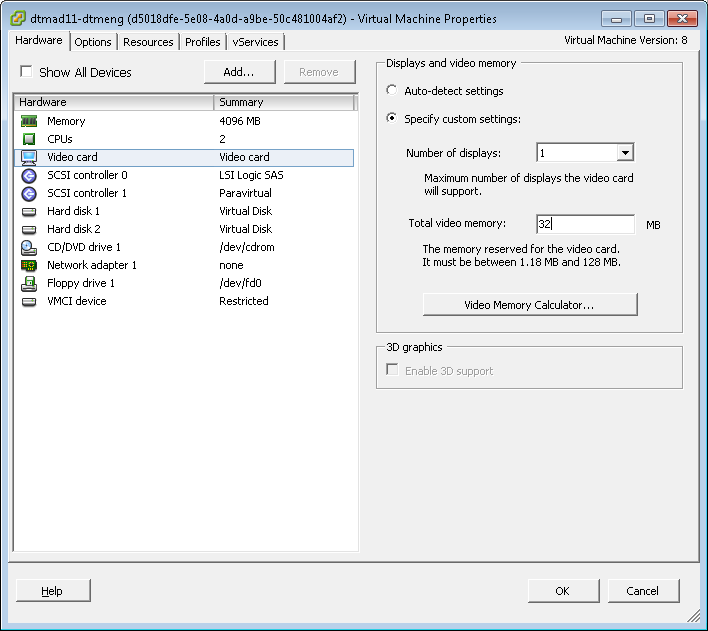 dtmad11-dtmeng (d5018dfe-5e08-4a0d-a9be-50c481004af2) - Virtual Machine Properties
Hardware Options Resources Profiles vServices Virtual Machine Version: 8
Show All Devices Add... Remove
Hardware Summary
Memory 4096 MB
CPUs 2
Video card Video card
SCSI controller 0 LSI Logic SAS
SCSI controller 1 Paravirtual
Hard disk 1 Virtual Disk
Hard disk 2 Virtual Disk
CD/DVD drive 1 /dev/cdrom
Network adapter 1 none
Floppy drive 1 /dev/fd0
VMCI device Restricted
Displays and video memory
Auto-detect settings
Specify custom settings:
Number of displays: 1
Maximum number of displays the video card
will support.
Total video memory: 32 MB
The memory reserved for the video card.
It must be between 1.18 MB and 128 MB.
Video Memory Calculator...
3D graphics
Enable 3D support
Help OK Cancel